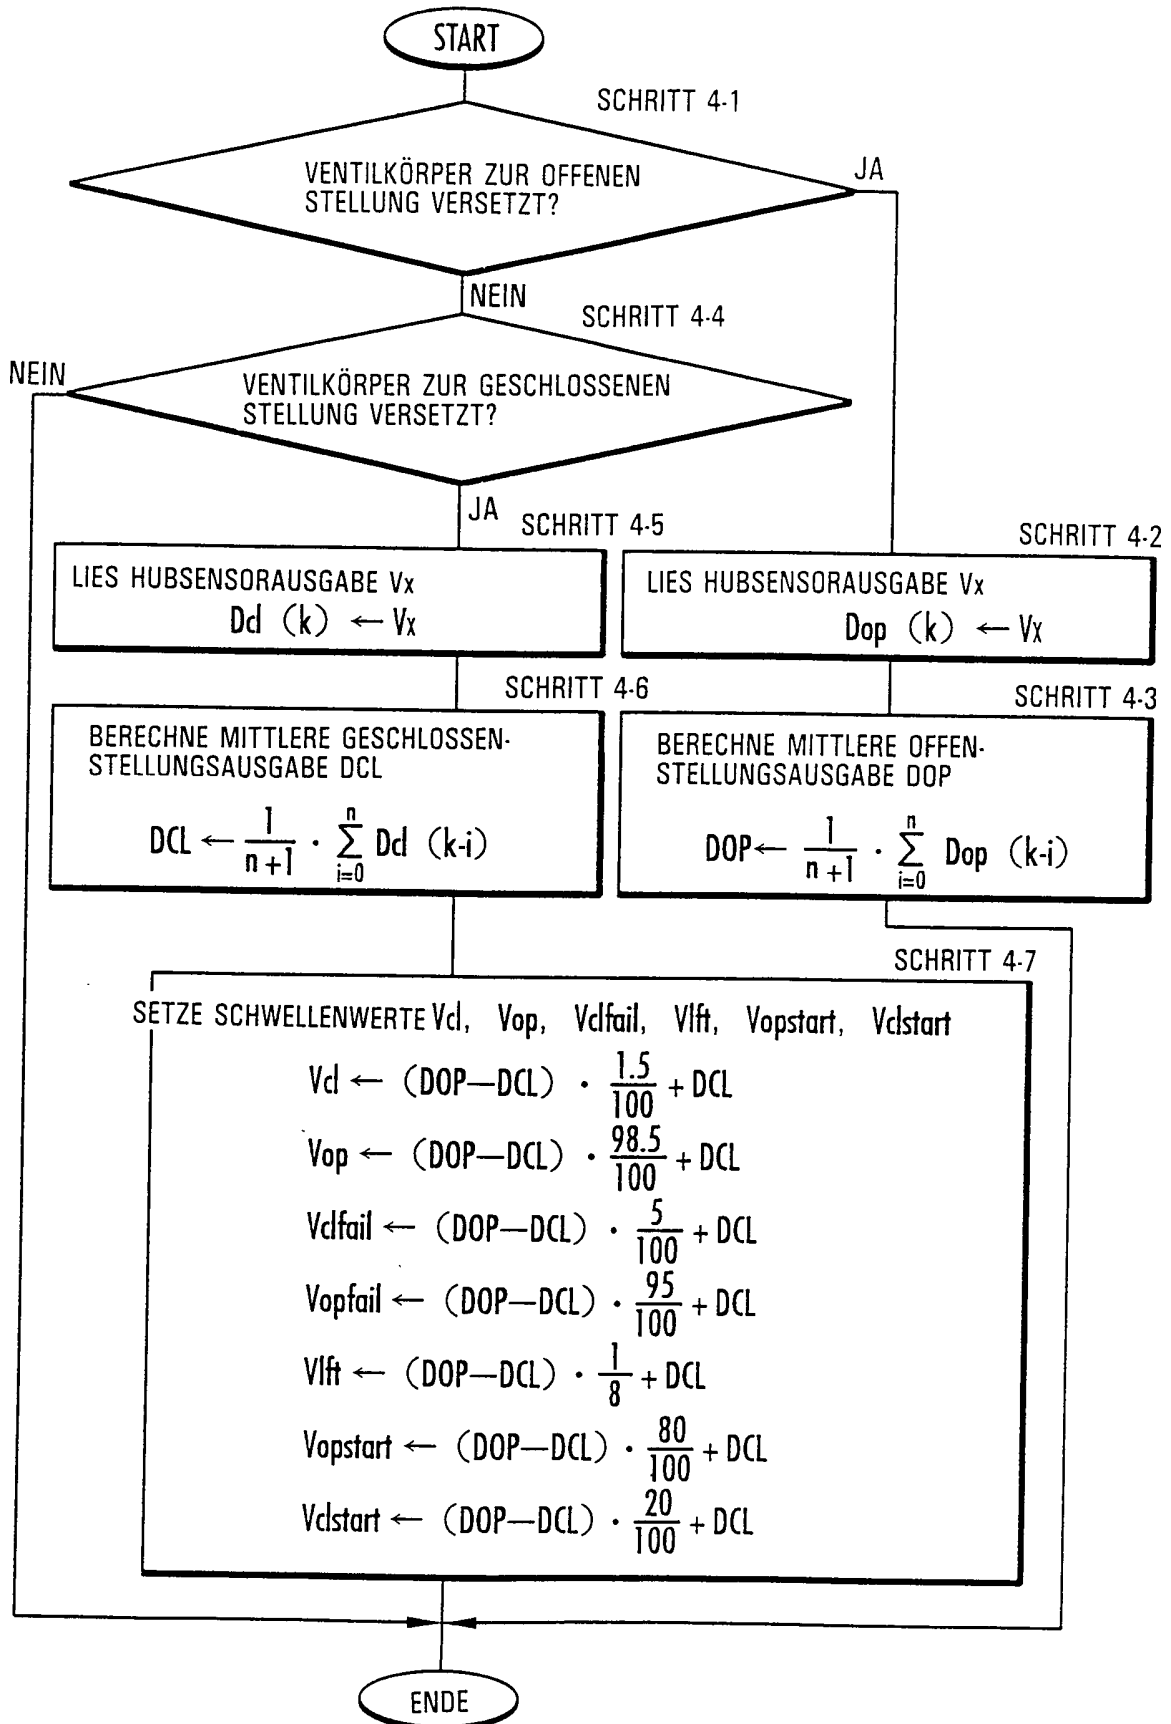 START
SCHRITT 4-1
VENTILKÖRPER ZUR OFFENEN
STELLUNG VERSETZT?
JA
NEIN
SCHRITT 4-4
NEIN
VENTILKÖRPER ZUR GESCHLOSSENEN
STELLUNG VERSETZT?
JA
SCHRITT 4-5
LIES HUBSENSORAUSGABE Vx
Dcl (k) ← Vx
SCHRITT 4-2
LIES HUBSENSORAUSGABE Vx
Dop (k) ← Vx
SCHRITT 4-6
BERECHNE MITTLERE GESCHLOSSEN-
STELLUNGSAUSGABE DCL
DCL ← 1/(n+1) · Σ_{i=0}^{n} Dcl (k-i)
SCHRITT 4-3
BERECHNE MITTLERE OFFEN-
STELLUNGSAUSGABE DOP
DOP ← 1/(n+1) · Σ_{i=0}^{n} Dop (k-i)
SCHRITT 4-7
SETZE SCHWELLENWERTE Vcl, Vop, Vclfail, Vlft, Vopstart, Vclstart
Vcl ← (DOP—DCL) · 1.5/100 + DCL
Vop ← (DOP—DCL) · 98.5/100 + DCL
Vclfail ← (DOP—DCL) · 5/100 + DCL
Vopfail ← (DOP—DCL) · 95/100 + DCL
Vlft ← (DOP—DCL) · 1/8 + DCL
Vopstart ← (DOP—DCL) · 80/100 + DCL
Vclstart ← (DOP—DCL) · 20/100 + DCL
ENDE